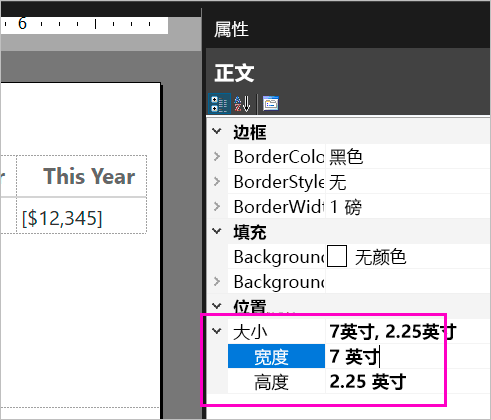 6
属性
正文
This Year
[$12,345]
边框
BorderColo 黑色
BorderStyle 无
BorderWidt 1 磅
填充
Background 无颜色
Background
位置
大小 7英寸, 2.25英寸
宽度 7 英寸
高度 2.25 英寸